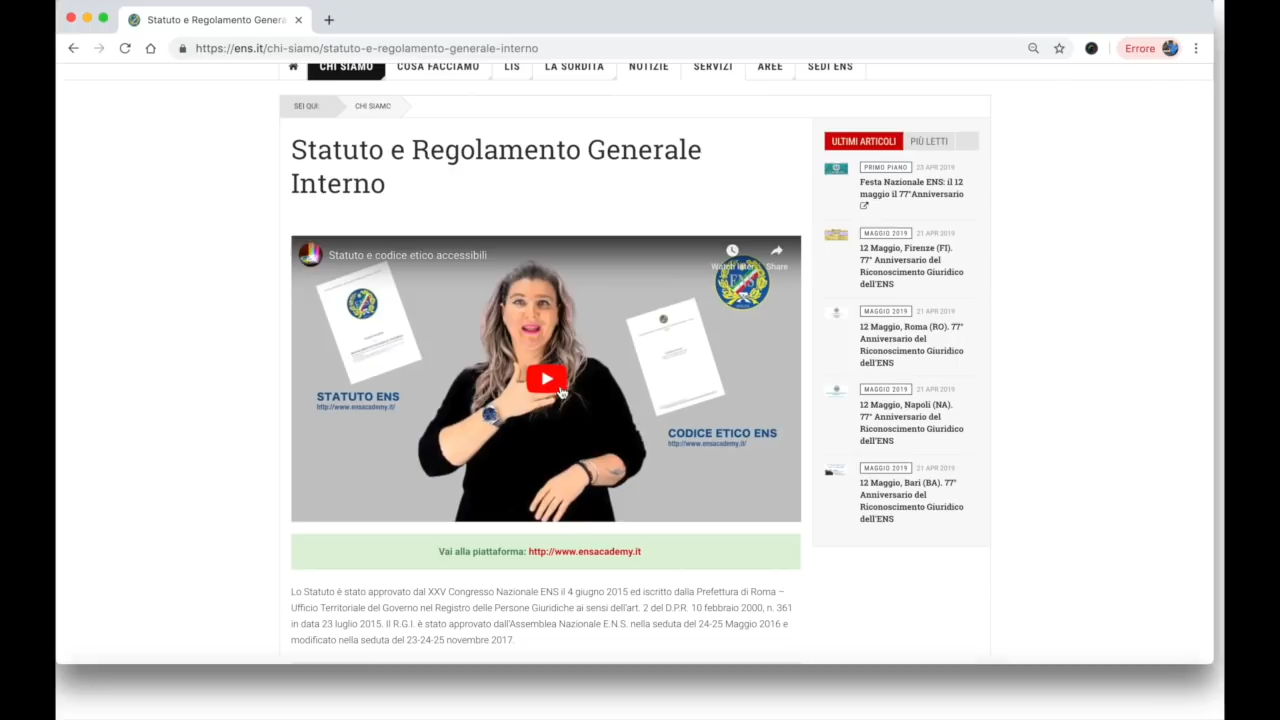 Statuto e Regolamento Genera
https://ens.it/chi-siamo/statuto-e-regolamento-generale-interno
Errore
CHI SIAMO
COSA FACCIAMO
LIS
LA SORDITÀ
NOTIZIE
SERVIZI
AREE
SEDI ENS
SEI QUI:
CHI SIAMC
Statuto e Regolamento Generale
Interno
Statuto e codice etico accessibili...
Share
ENS
STATUTO ENS
http://www.ensacademy.it/
CODICE ETICO ENS
http://www.ensacademy.it/
Vai alla piattaforma: http://www.ensacademy.it
Lo Statuto è stato approvato dal XXV Congresso Nazionale ENS il 4 giugno 2015 ed iscritto dalla Prefettura di Roma –
Ufficio Territoriale del Governo nel Registro delle Persone Giuridiche ai sensi dell'art. 2 del D.P.R. 10 febbraio 2000, n. 361
in data 23 luglio 2015. Il R.G.I. è stato approvato dall'Assemblea Nazionale E.N.S. nella seduta del 24-25 Maggio 2016 e
modificato nella seduta del 23-24-25 novembre 2017.
ULTIMI ARTICOLI
PIÙ LETTI
PRIMO PIANO 23 APR 2019
Festa Nazionale ENS: il 12
maggio il 77°Anniversario
MAGGIO 2019 21 APR 2019
12 Maggio, Firenze (FI).
77° Anniversario del
Riconoscimento Giuridico
dell'ENS
MAGGIO 2019 21 APR 2019
12 Maggio, Roma (RO). 77°
Anniversario del
Riconoscimento Giuridico
dell'ENS
MAGGIO 2019 21 APR 2019
12 Maggio, Napoli (NA).
77° Anniversario del
Riconoscimento Giuridico
dell'ENS
MAGGIO 2019 21 APR 2019
12 Maggio, Bari (BA). 77°
Anniversario del
Riconoscimento Giuridico
dell'ENS